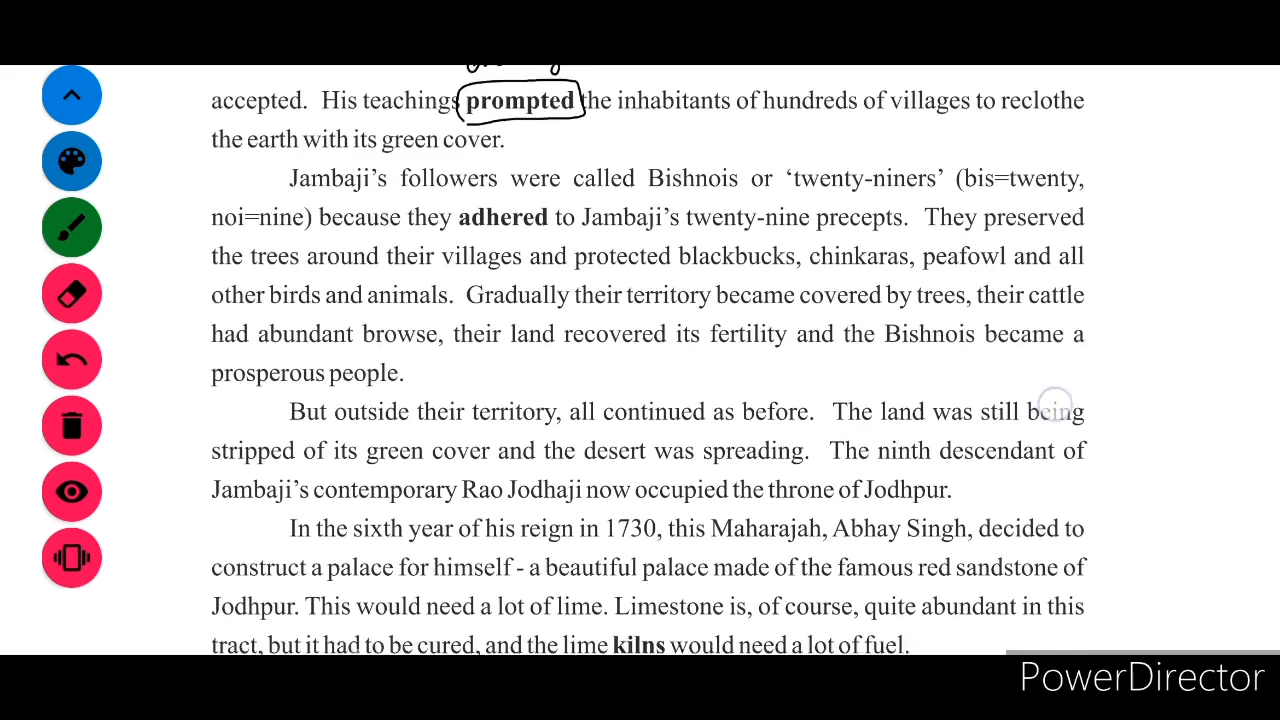 accepted. His teachings prompted the inhabitants of hundreds of villages to reclothe
the earth with its green cover.
Jambaji's followers were called Bishnois or ‘twenty-niners’ (bis=twenty,
noi=nine) because they adhered to Jambaji's twenty-nine precepts. They preserved
the trees around their villages and protected blackbucks, chinkaras, peafowl and all
other birds and animals. Gradually their territory became covered by trees, their cattle
had abundant browse, their land recovered its fertility and the Bishnois became a
prosperous people.
But outside their territory, all continued as before. The land was still being
stripped of its green cover and the desert was spreading. The ninth descendant of
Jambaji's contemporary Rao Jodhaji now occupied the throne of Jodhpur.
In the sixth year of his reign in 1730, this Maharajah, Abhay Singh, decided to
construct a palace for himself - a beautiful palace made of the famous red sandstone of
Jodhpur. This would need a lot of lime. Limestone is, of course, quite abundant in this
tract, but it had to be cured, and the lime kilns would need a lot of fuel.
PowerDirector